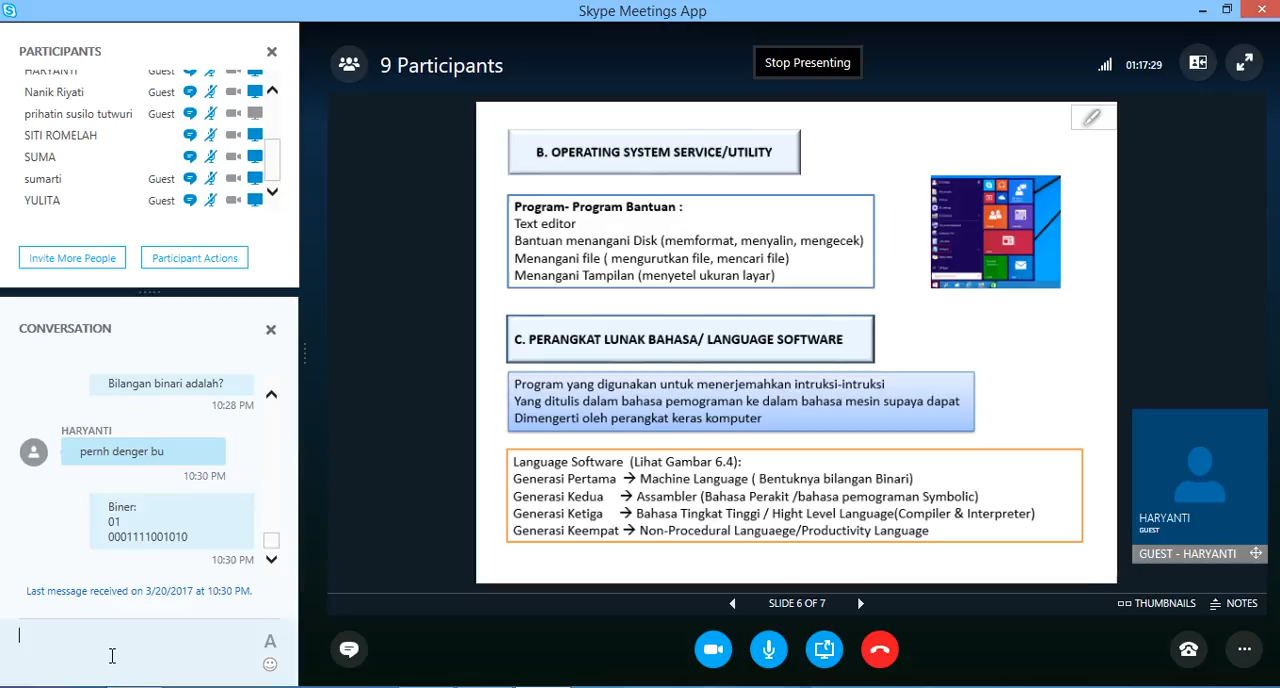 Skype Meetings App
PARTICIPANTS
HARYANTI Guest
Nanik Riyati Guest
prihatin susilo tutwuri Guest
SITI ROMELAH
SUMA
sumarti Guest
YULITA Guest
Invite More People
Participant Actions
CONVERSATION
Bilangan binari adalah?
10:28 PM
HARYANTI
pernh denger bu
10:30 PM
Biner:
01
0001111001010
10:30 PM
Last message received on 3/20/2017 at 10:30 PM.
A
9 Participants
Stop Presenting
01:17:29
B. OPERATING SYSTEM SERVICE/UTILITY
Program- Program Bantuan :
Text editor
Bantuan menangani Disk (memformat, menyalin, mengecek)
Menangani file ( mengurutkan file, mencari file)
Menangani Tampilan (menyetel ukuran layar)
C. PERANGKAT LUNAK BAHASA/ LANGUAGE SOFTWARE
Program yang digunakan untuk menerjemahkan intruksi-intruksi
Yang ditulis dalam bahasa pemograman ke dalam bahasa mesin supaya dapat
Dimengerti oleh perangkat keras komputer
Language Software (Lihat Gambar 6.4):
Generasi Pertama → Machine Language ( Bentuknya bilangan Binari)
Generasi Kedua → Assambler (Bahasa Perakit /bahasa pemograman Symbolic)
Generasi Ketiga → Bahasa Tingkat Tinggi / Hight Level Language(Compiler & Interpreter)
Generasi Keempat → Non-Procedural Languaege/Productivity Language
HARYANTI
GUEST
GUEST - HARYANTI
SLIDE 6 OF 7
THUMBNAILS
NOTES